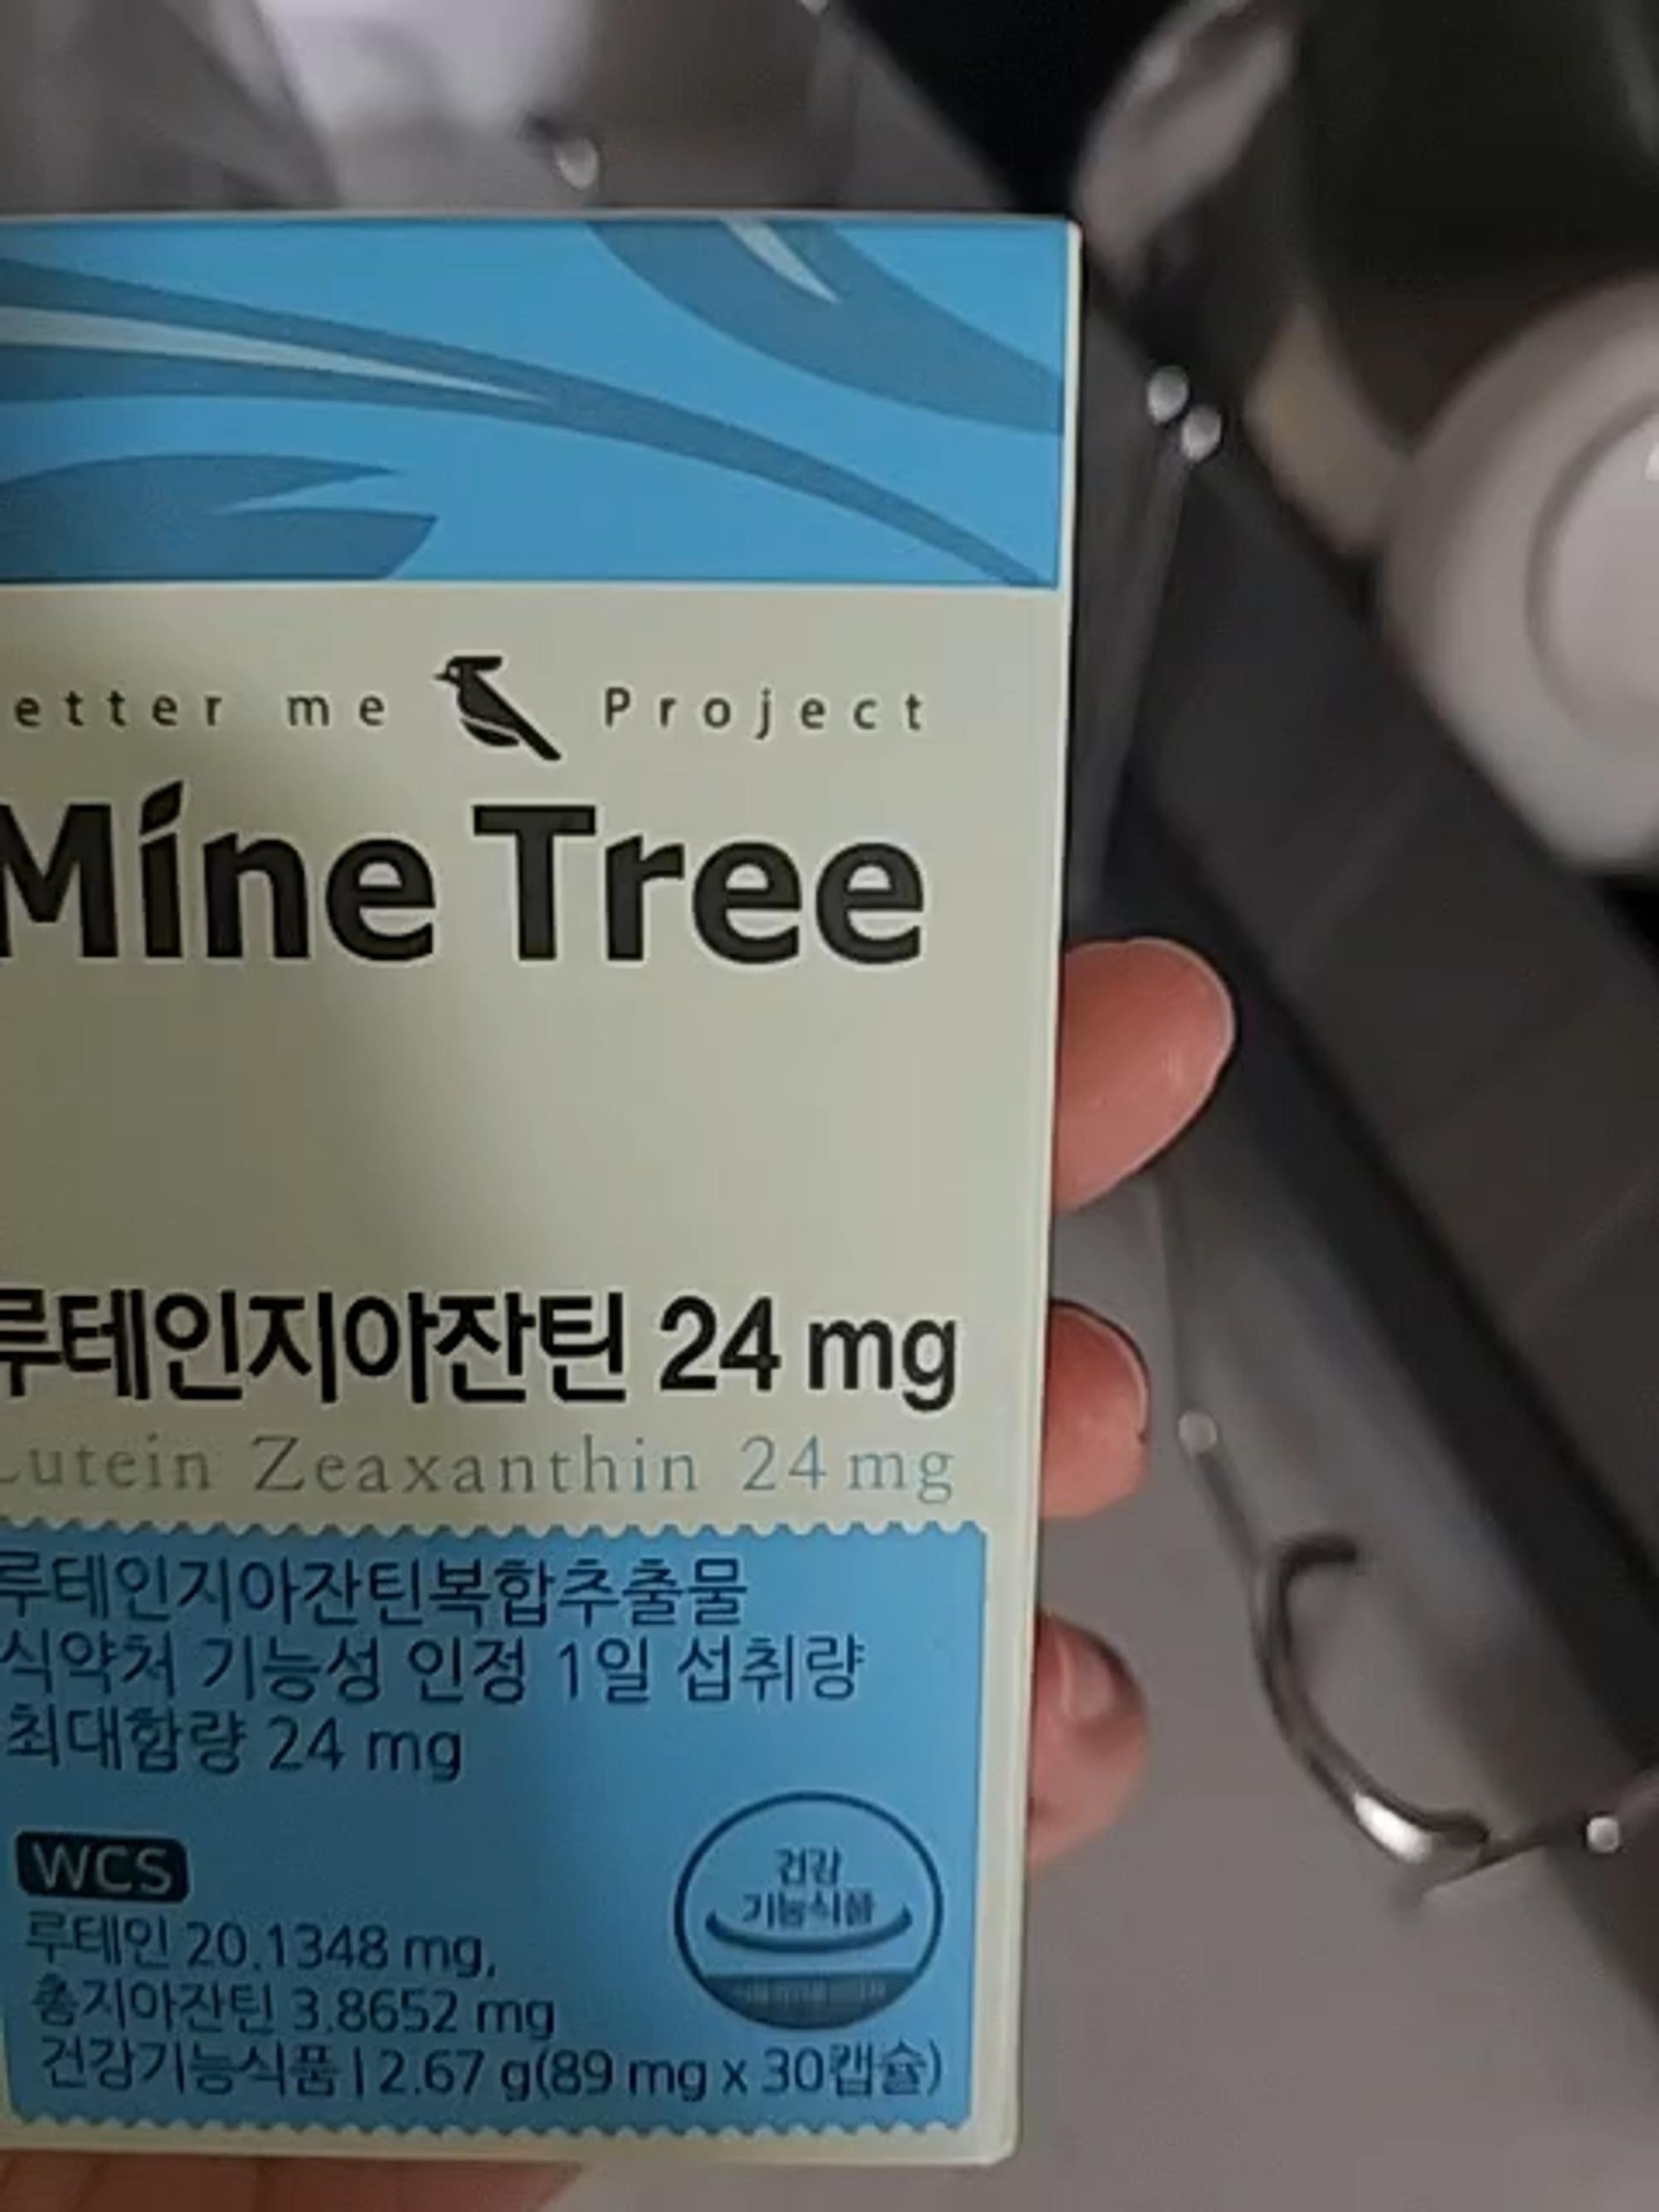 etter me Project
Mine Tree
루테인지아잔틴 24 mg
Lutein Zeaxanthin 24 mg
루테인지아잔틴복합추출물
식약처 기능성 인정 1일 섭취량
최대함량 24 mg
WCS
건강
기능식품
루테인 20.1348 mg,
총지아잔틴 3.8652 mg
건강기능식품 | 2.67 g(89 mg x 30캡슐)